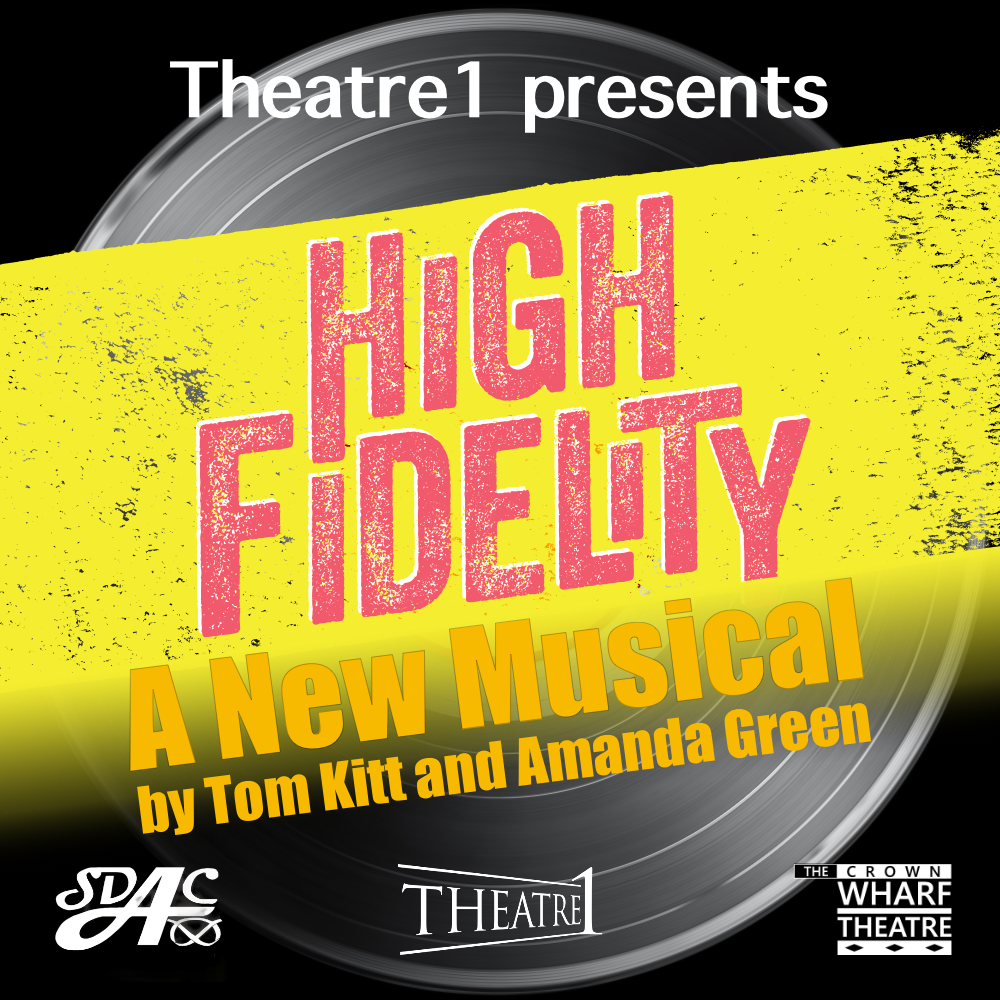 Theatre1 presents
HiGH
FiDELiTY
A New Musical
by Tom Kitt and Amanda Green
SDAC
THEATRE1
THE CROWN
WHARF
THEATRE